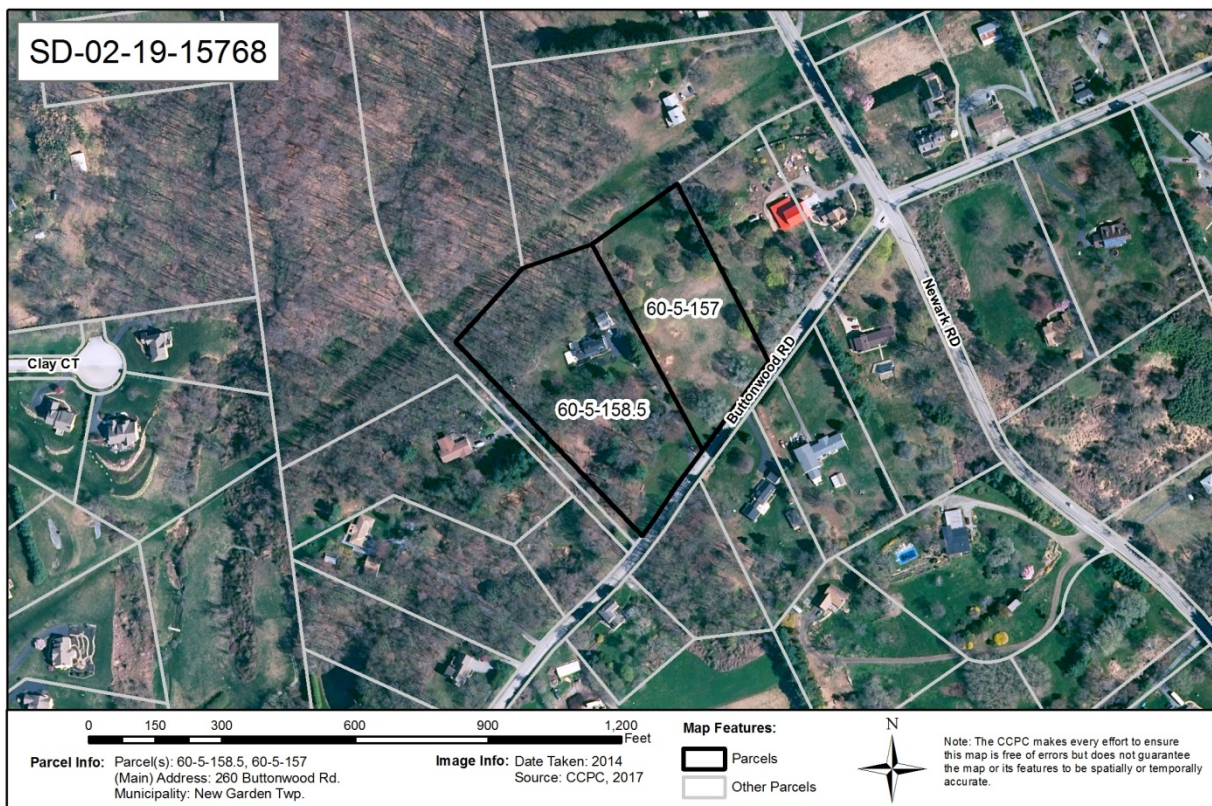 SD-02-19-15768
60-5-157
Newark RD
Buttonwood RD
Clay CT
60-5-158.5
0 150 300 600 900 1,200
Feet
Parcel Info: Parcel(s): 60-5-158.5, 60-5-157
(Main) Address: 260 Buttonwood Rd.
Municipality: New Garden Twp.
Image Info: Date Taken: 2014
Source: CCPC, 2017
Map Features:
Parcels
Other Parcels
N
Note: The CCPC makes every effort to ensure
this map is free of errors but does not guarantee
the map or its features to be spatially or temporally
accurate.